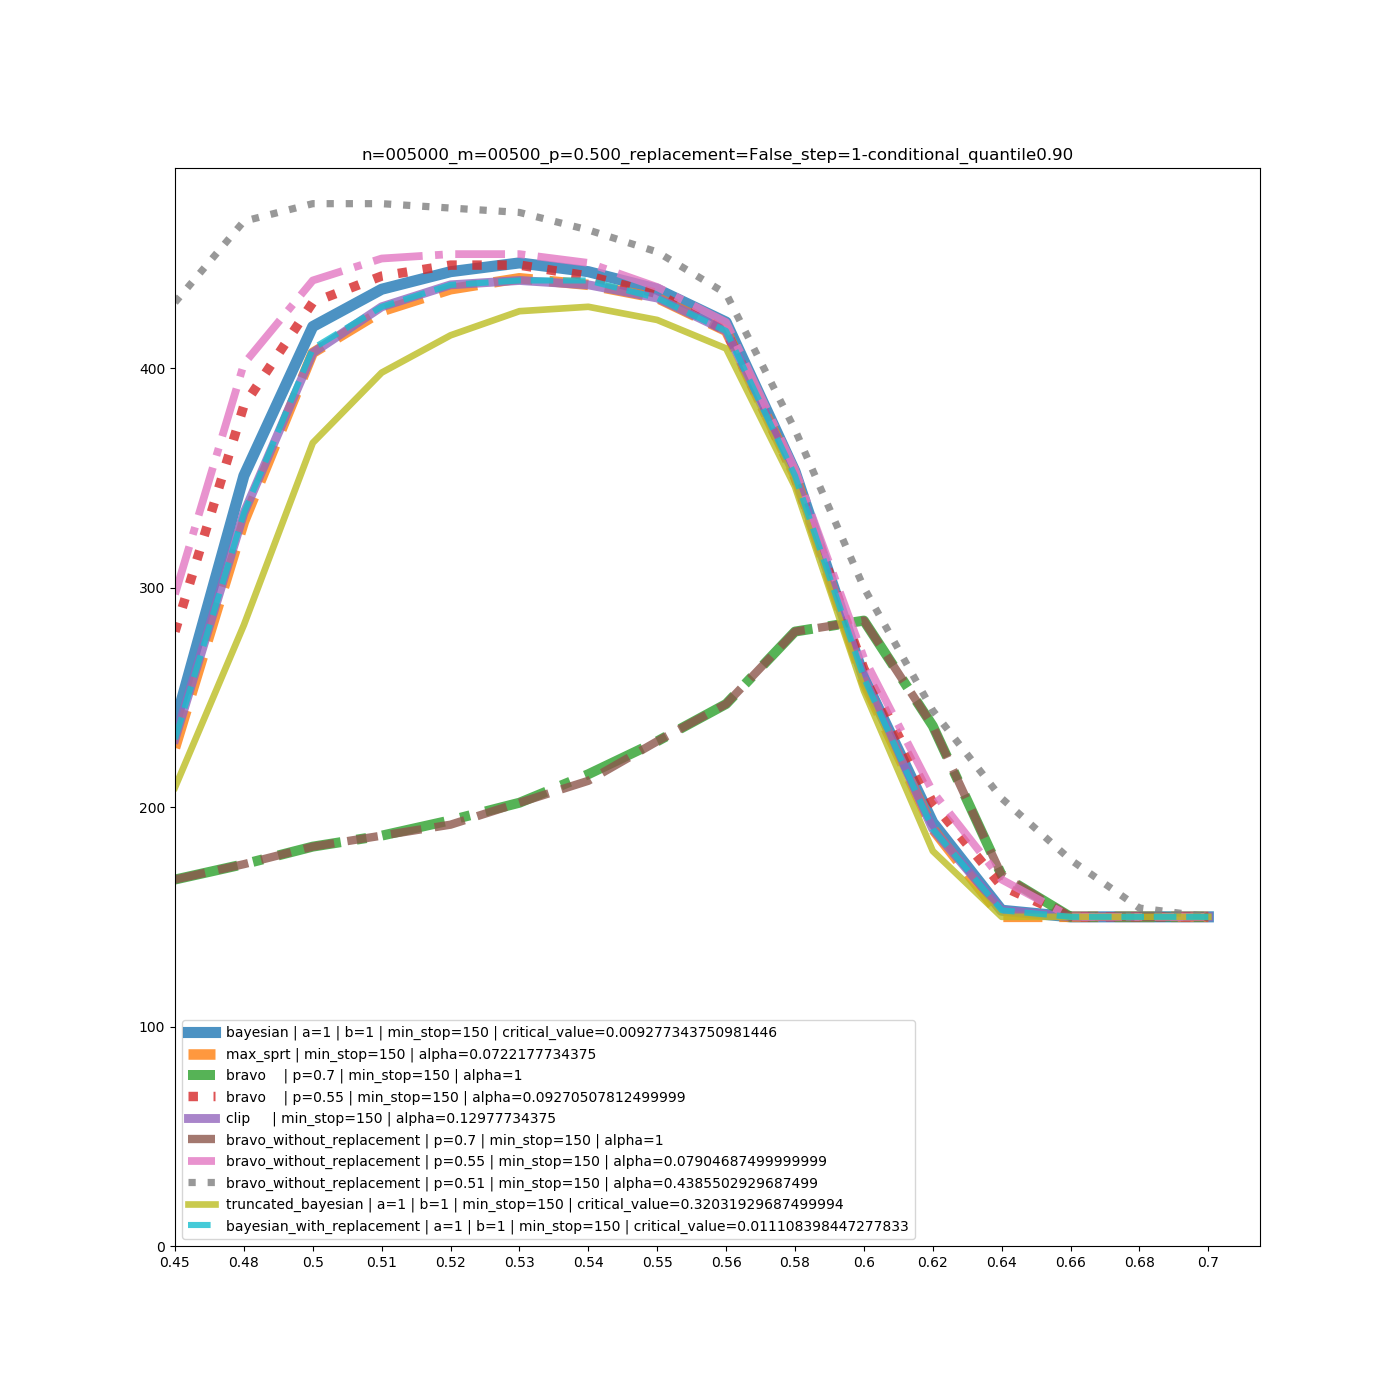 n=005000_m=00500_p=0.500_replacement=False_step=1-conditional_quantile0.90
400
300
200
100
0
bayesian | a=1 | b=1 | min_stop=150 | critical_value=0.009277343750981446
max_sprt | min_stop=150 | alpha=0.0722177734375
bravo | p=0.7 | min_stop=150 | alpha=1
bravo | p=0.55 | min_stop=150 | alpha=0.09270507812499999
clip | min_stop=150 | alpha=0.12977734375
bravo_without_replacement | p=0.7 | min_stop=150 | alpha=1
bravo_without_replacement | p=0.55 | min_stop=150 | alpha=0.07904687499999999
bravo_without_replacement | p=0.51 | min_stop=150 | alpha=0.4385502929687499
truncated_bayesian | a=1 | b=1 | min_stop=150 | critical_value=0.32031929687499994
bayesian_with_replacement | a=1 | b=1 | min_stop=150 | critical_value=0.011108398447277833
0.45 0.48 0.5 0.51 0.52 0.53 0.54 0.55 0.56 0.58 0.6 0.62 0.64 0.66 0.68 0.7